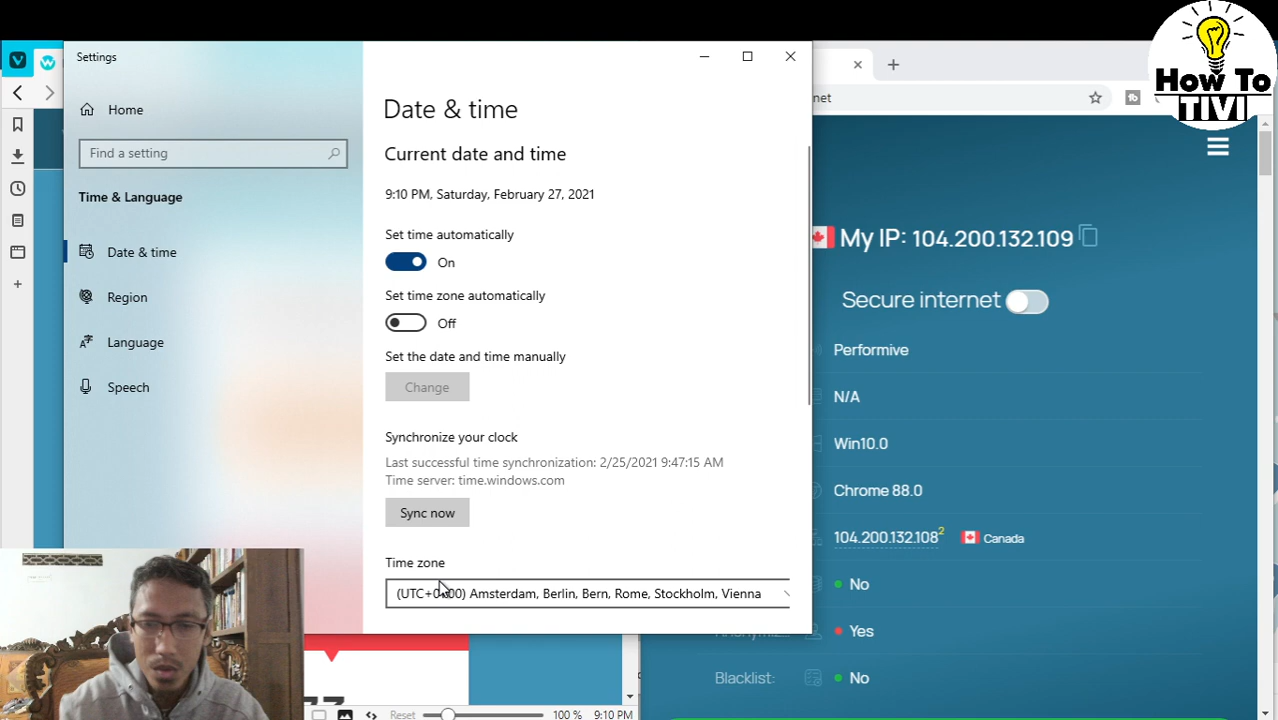 Settings
Home
Find a setting
Time & Language
Date & time
Region
Language
Speech
Date & time
Current date and time
9:10 PM, Saturday, February 27, 2021
Set time automatically
On
Set time zone automatically
Off
Set the date and time manually
Change
Synchronize your clock
Last successful time synchronization: 2/25/2021 9:47:15 AM
Time server: time.windows.com
Sync now
Time zone
Amsterdam, Berlin, Bern, Rome, Stockholm, Vienna
Reset
100 %
9:10 PM
net
How To
TIVI
My IP: 104.200.132.109
Secure internet
Performive
N/A
Win10.0
Chrome 88.0
104.200.132.108 2 Canada
No
Yes
Blacklist: No